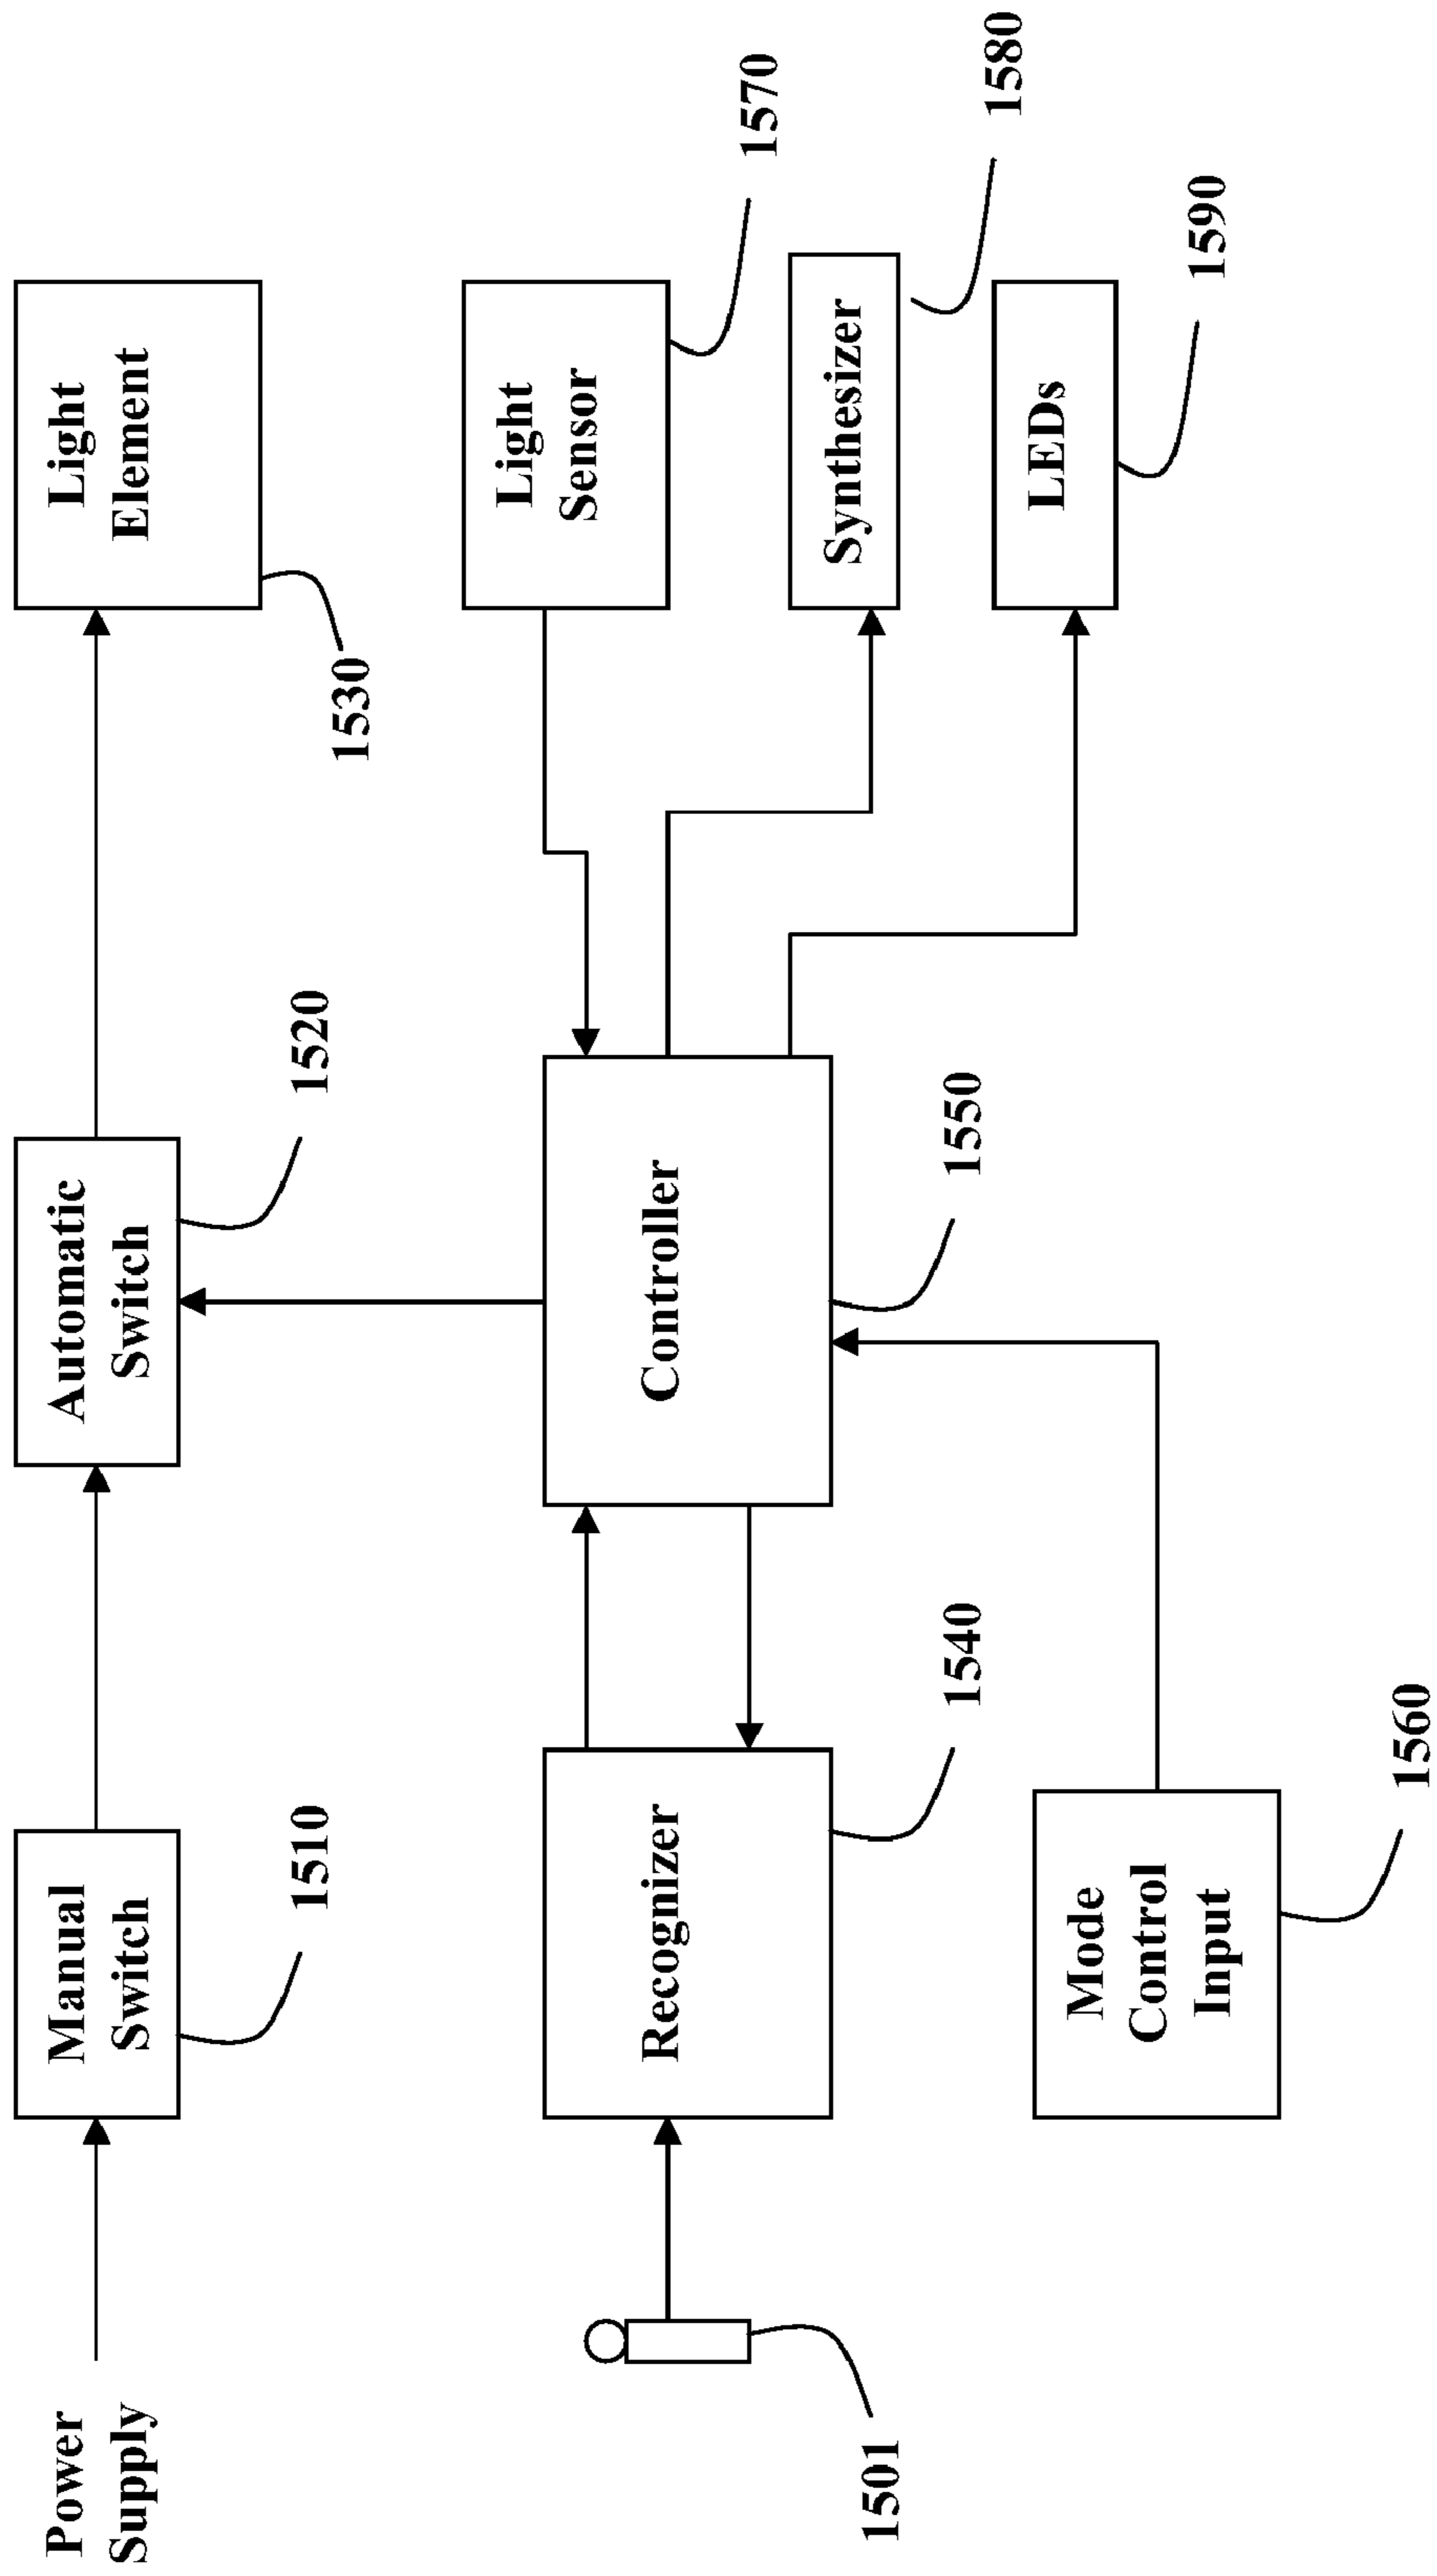 Power
Supply
Manual
Switch
1510
Automatic
Switch
1520
Light
Element
1530
1501
Recognizer
1540
Controller
1550
Light
Sensor
1570
Synthesizer
1580
LEDs
1590
Mode
Control
Input
1560